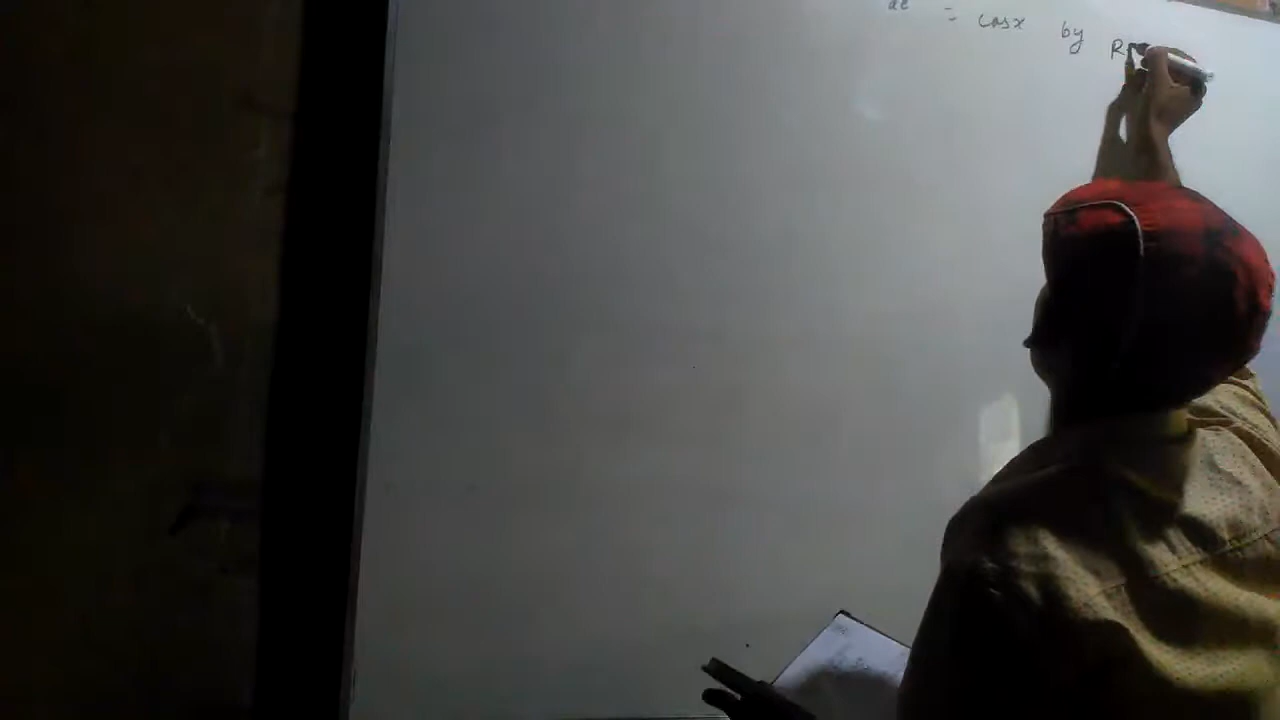 = cosx by R